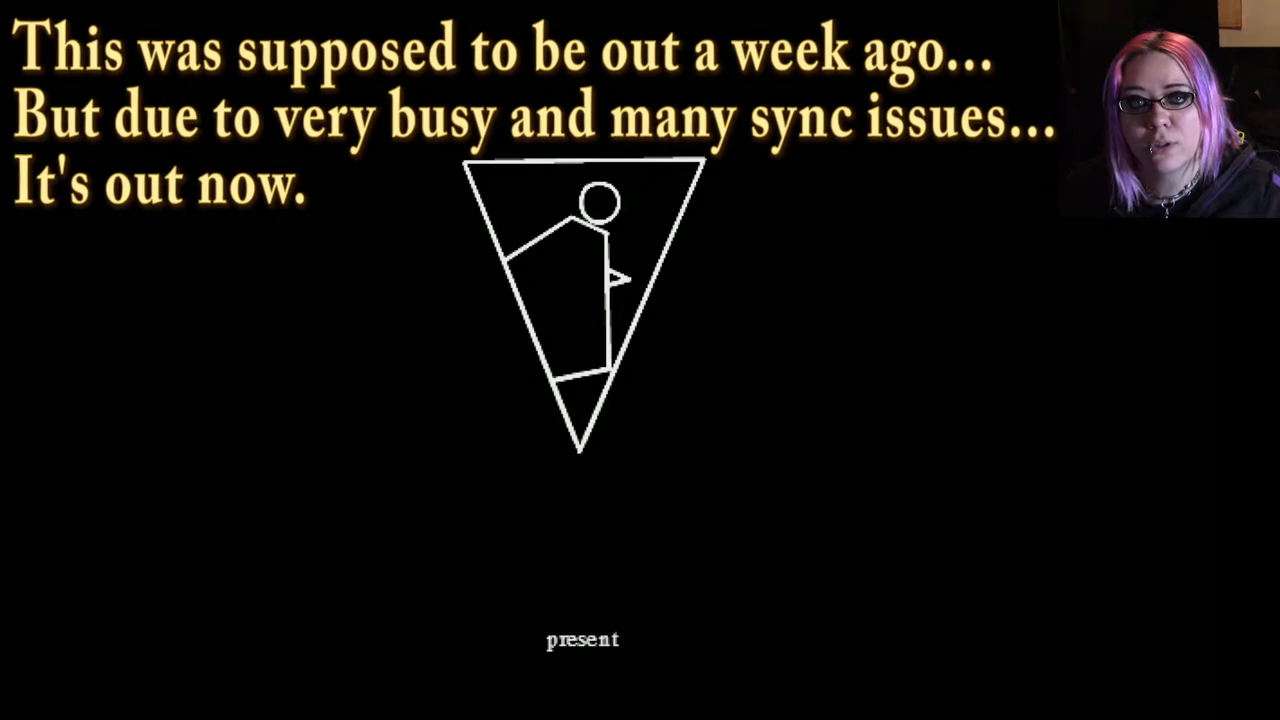 This was supposed to be out a week ago...
But due to very busy and many sync issues...
It's out now.
present